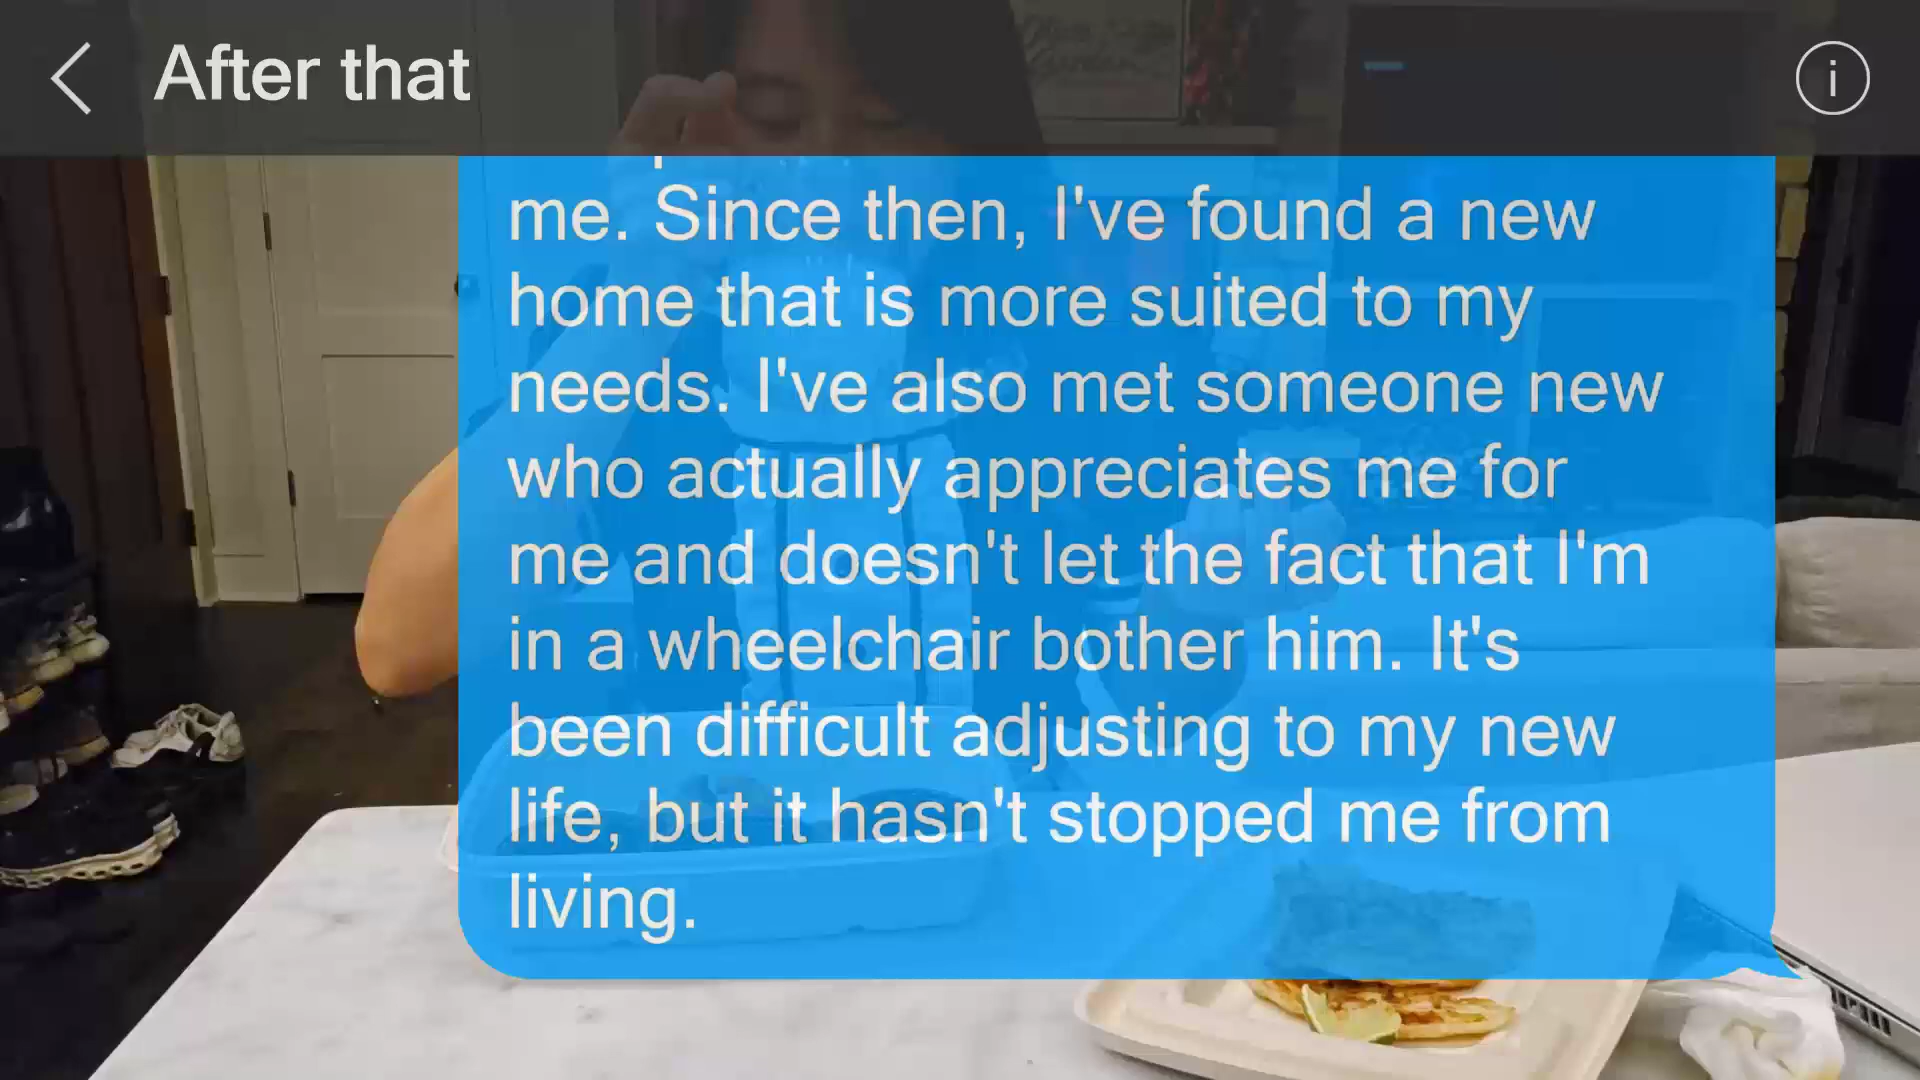 After that
me. Since then, I've found a new
home that is more suited to my
needs. I've also met someone new
who actually appreciates me for
me and doesn't let the fact that I'm
in a wheelchair bother him. It's
been difficult adjusting to my new
life, but it hasn't stopped me from
living.